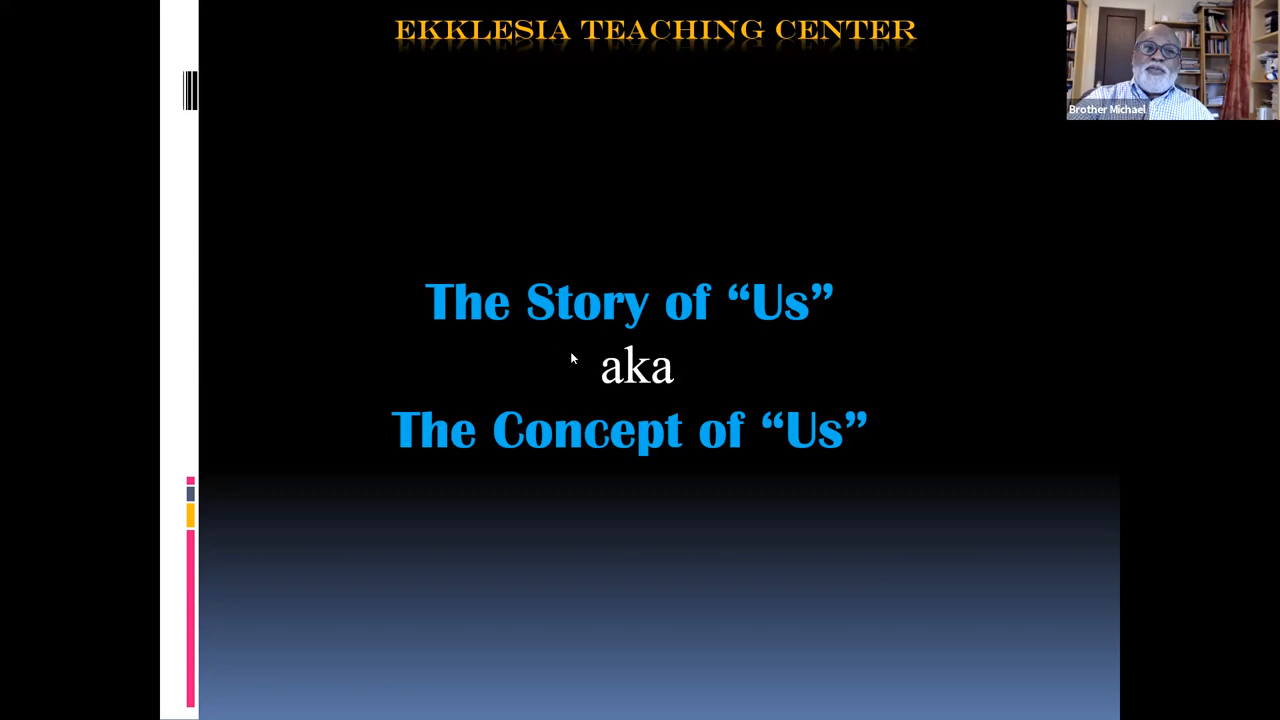 EKKLESIA TEACHING CENTER
Brother Michael
The Story of “Us”
aka
The Concept of “Us”